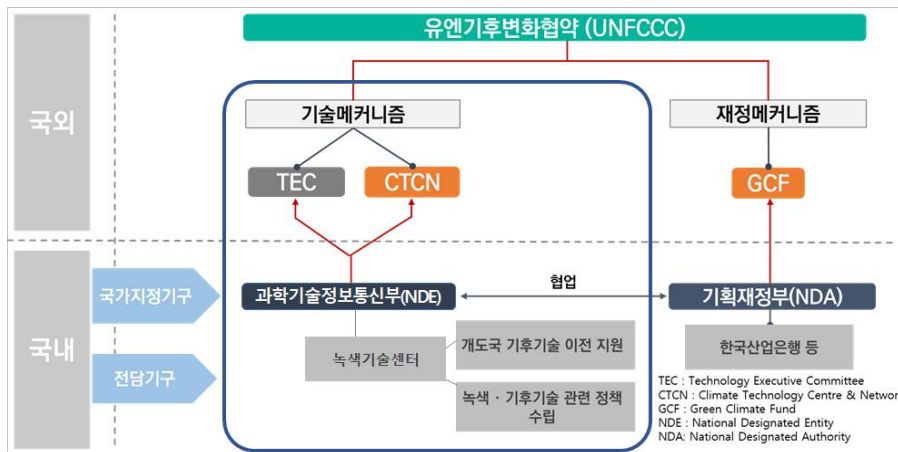 유엔기후변화협약 (UNFCCC)
국외
기술메커니즘
재정메커니즘
TEC
CTCN
GCF
국내
국가지정기구
과학기술정보통신부(NDE)
협업
기획재정부(NDA)
전담기구
녹색기술센터
개도국 기후기술 이전 지원
녹색 · 기후기술 관련 정책
수립
한국산업은행 등
TEC : Technology Executive Committee
CTCN : Climate Technology Centre & Network
GCF : Green Climate Fund
NDE : National Designated Entity
NDA: National Designated Authority